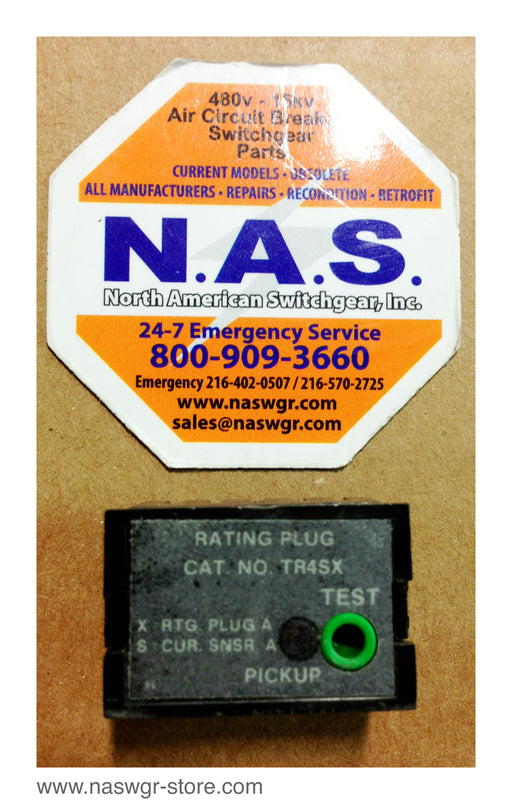 480v - 15kv
Air Circuit Break
Switchgear
Parts
CURRENT MODELS • OBSOLETE
ALL MANUFACTURERS • REPAIRS • RECONDITION • RETROFIT
N.A.S.
North American Switchgear, Inc.
24-7 Emergency Service
800-909-3660
Emergency 216-402-0507 / 216-570-2725
www.naswgr.com
sales@naswgr.com
RATING PLUG
CAT. NO. TR4SX
TEST
X : RTG. PLUG A
S : CUR. SNSR A
PICKUP
www.naswgr-store.com